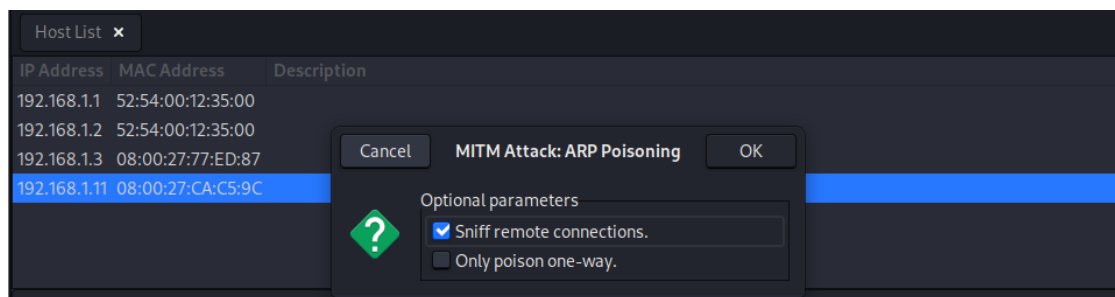 Host List ×
IP Address MAC Address Description
192.168.1.1 52:54:00:12:35:00
192.168.1.2 52:54:00:12:35:00
192.168.1.3 08:00:27:77:ED:87
192.168.1.11 08:00:27:CA:C5:9C
Cancel MITM Attack: ARP Poisoning OK
Optional parameters
Sniff remote connections.
Only poison one-way.